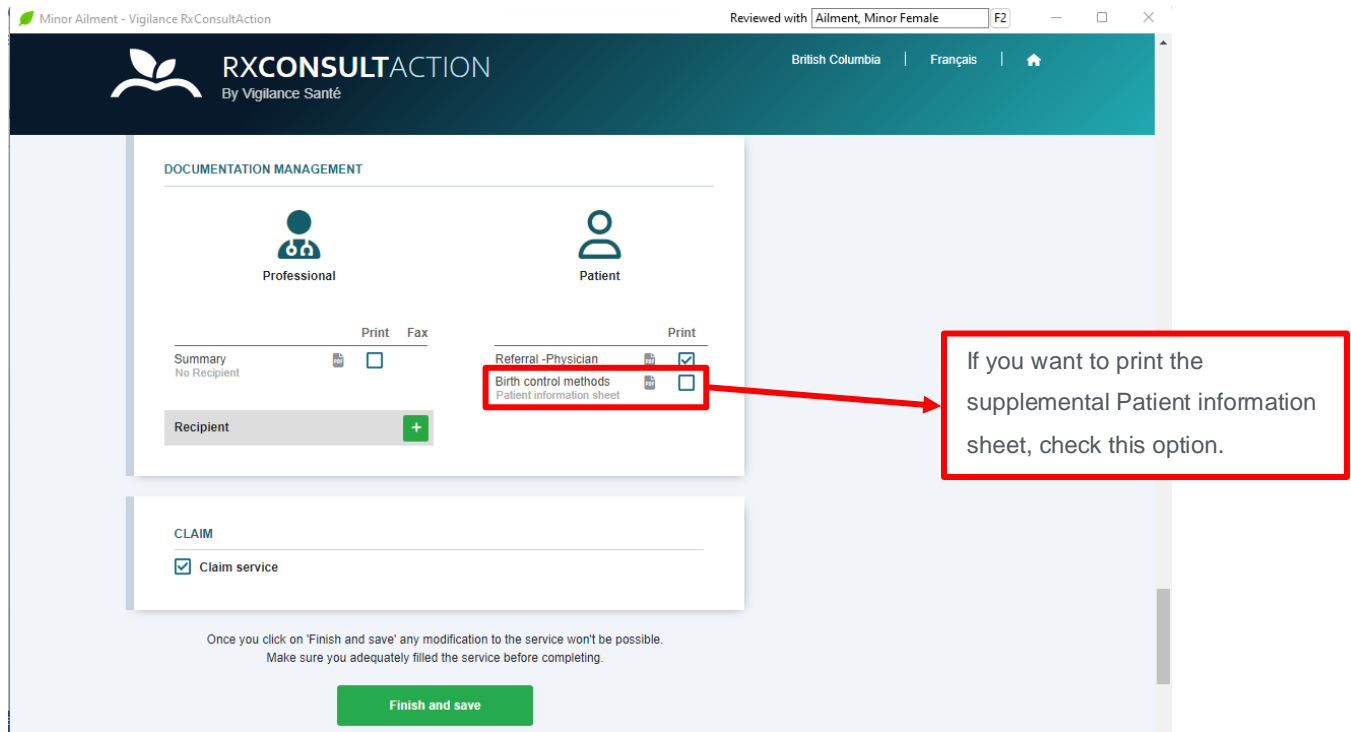 Minor Ailment - Vigilance RxConsultAction
Reviewed with Ailment, Minor Female F2
RXCONSULTACTION
By Vigilance Santé
British Columbia | Français |
DOCUMENTATION MANAGEMENT
Professional
Patient
Print Fax
Summary PDF
No Recipient
Recipient +
Print
Referral -Physician PDF
Birth control methods PDF
Patient information sheet
If you want to print the
supplemental Patient information
sheet, check this option.
CLAIM
Claim service
Once you click on 'Finish and save' any modification to the service won't be possible.
Make sure you adequately filled the service before completing.
Finish and save